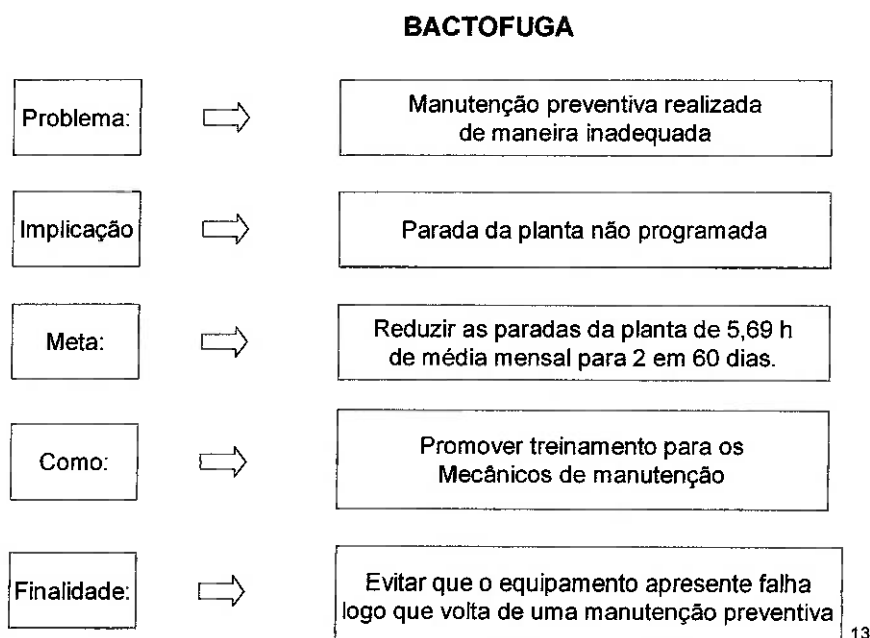 BACTOFUGA
Problema:
Manutenção preventiva realizada
de maneira inadequada
Implicação
Parada da planta não programada
Meta:
Reduzir as paradas da planta de 5,69 h
de média mensal para 2 em 60 dias.
Como:
Promover treinamento para os
Mecânicos de manutenção
Finalidade:
Evitar que o equipamento apresente falha
logo que volta de uma manutenção preventiva
13